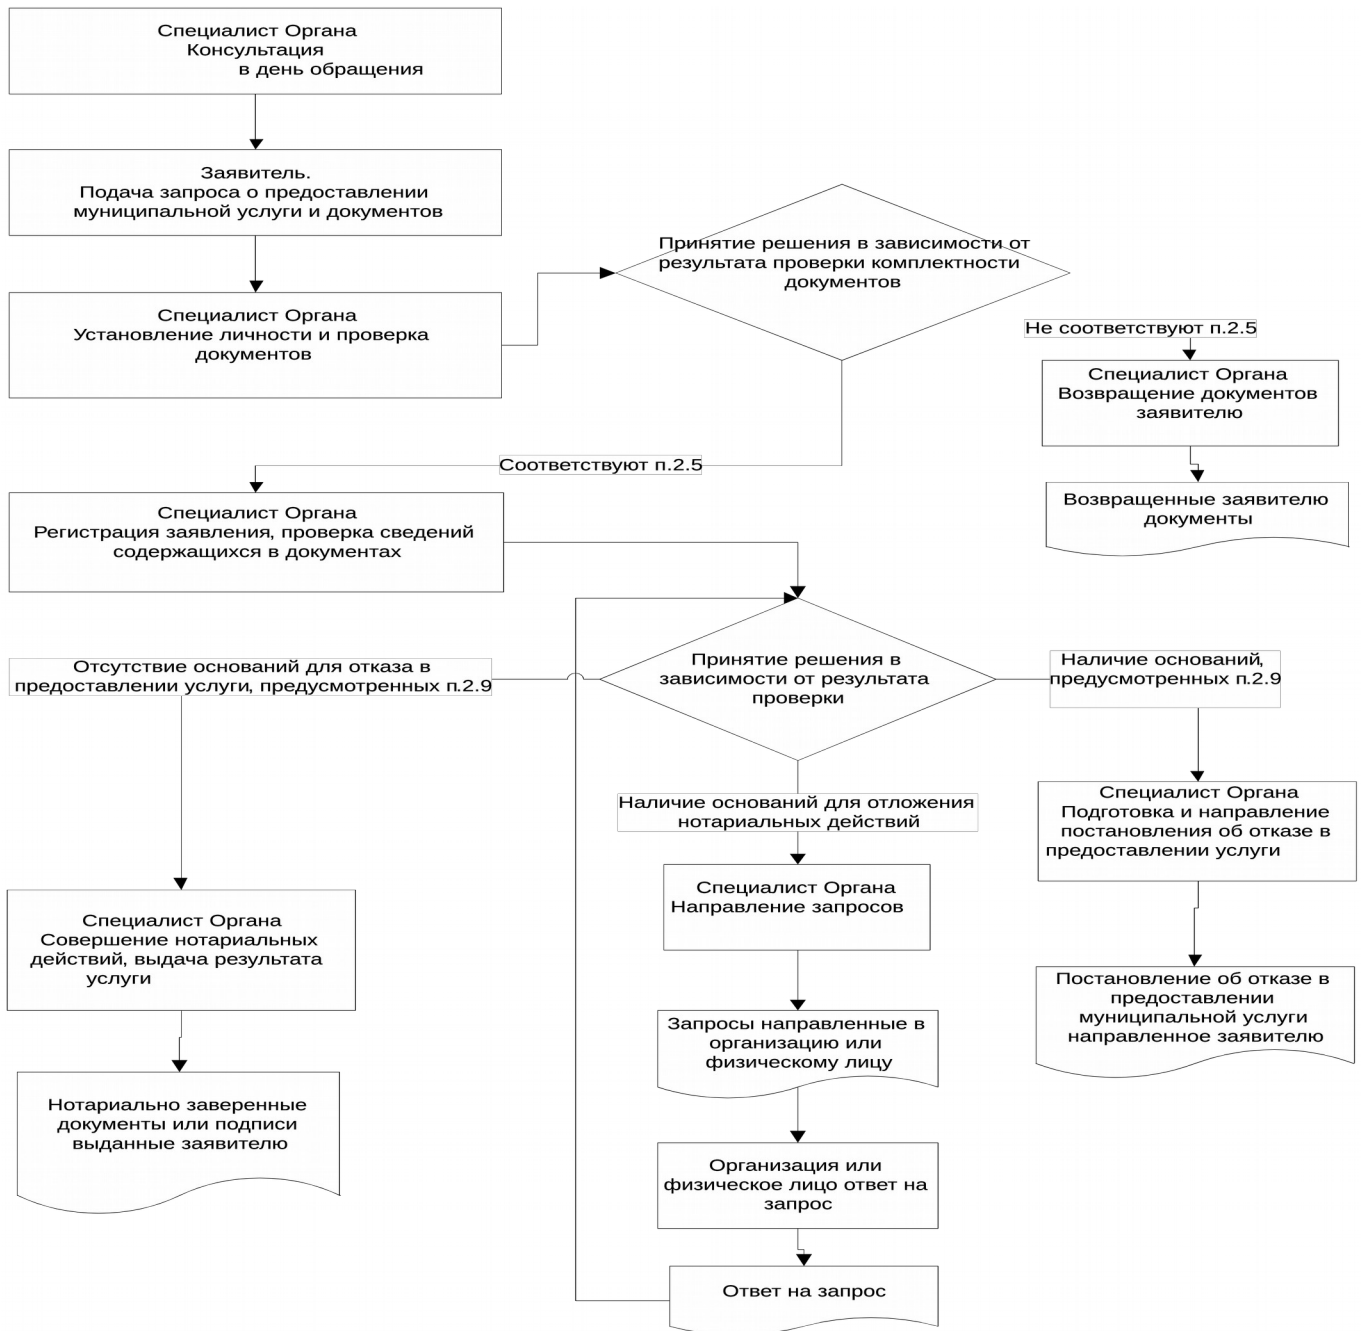 Специалист Органа
Консультация
в день обращения
Заявитель.
Подача запроса о предоставлении
муниципальной услуги и документов
Специалист Органа
Установление личности и проверка
документов
Принятие решения в зависимости от
результата проверки комплектности
документов
Не соответствуют п.2.5
Специалист Органа
Возвращение документов
заявителю
Возвращенные заявителю
документы
Соответствуют п.2.5
Специалист Органа
Регистрация заявления, проверка сведений
содержащихся в документах
Принятие решения в
зависимости от результата
проверки
Отсутствие оснований для отказа в
предоставлении услуги, предусмотренных п.2.9
Наличие оснований,
предусмотренных п.2.9
Наличие оснований для отложения
нотариальных действий
Специалист Органа
Подготовка и направление
постановления об отказе в
предоставлении услуги
Специалист Органа
Направление запросов
Специалист Органа
Совершение нотариальных
действий, выдача результата
услуги
Постановление об отказе в
предоставлении
муниципальной услуги
направленное заявителю
Запросы направленные в
организацию или
физическому лицу
Нотариально заверенные
документы или подписи
выданные заявителю
Организация или
физическое лицо ответ на
запрос
Ответ на запрос